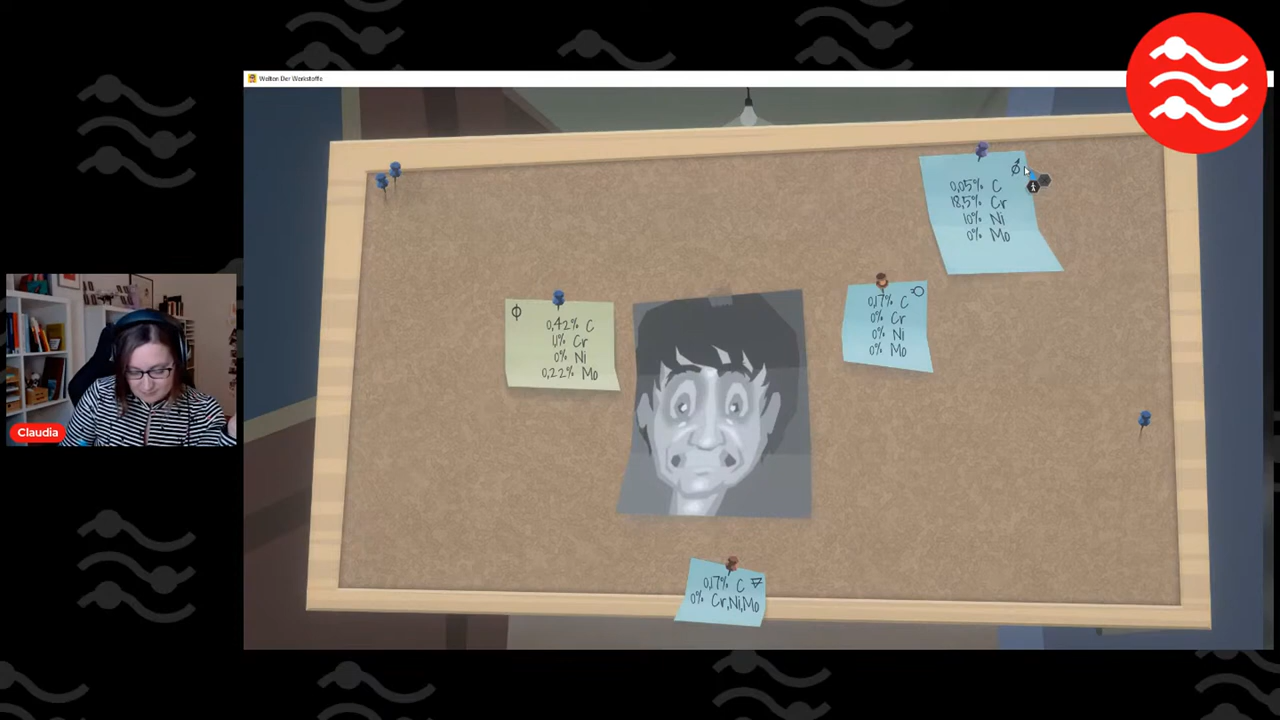 Welten Der Werkstoffe
0,05% C
18,5% Cr
10% Ni
0% Mo
0,17% C
0% Cr
0% Ni
0% Mo
0,42% C
1,1% Cr
0% Ni
0,22% Mo
Claudia
0,17% C
0% Cr,Ni,Mo